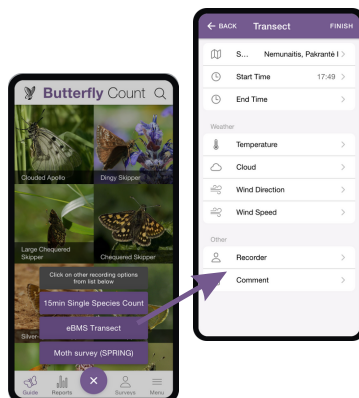 Butterfly Count
Clouded Apollo
Dingy Skipper
Large Chequered
Skipper
Chequered Skipper
Click on other recording options
from list below
15min Single Species Count
eBMS Transect
Silver-
Moth survey (SPRING)
Guide
Reports
Surveys
Menu
BACK
Transect
FINISH
S...
Nemunaitis, Pakrantė I
Start Time
17:49
End Time
Weather
Temperature
Cloud
Wind Direction
Wind Speed
Other
Recorder
Comment